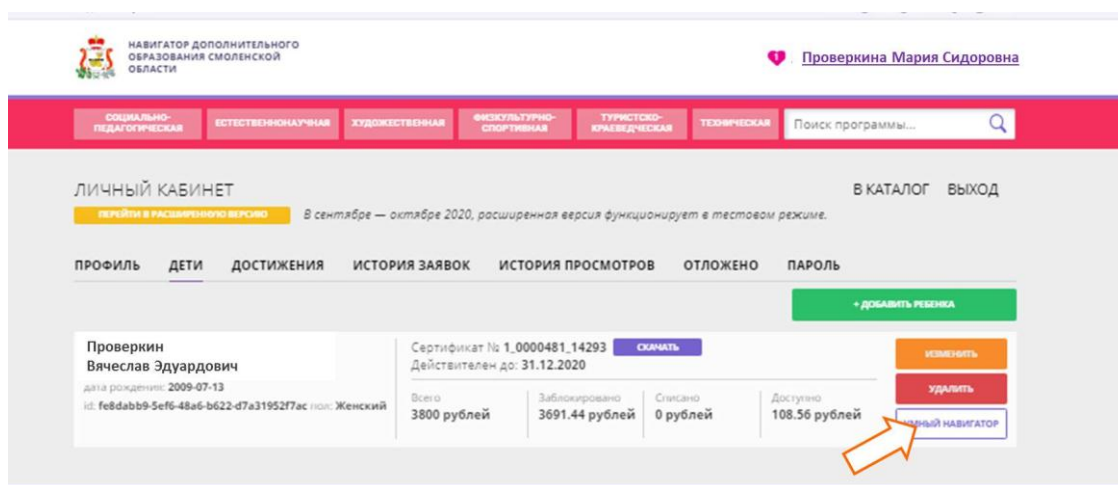 НАВИГАТОР ДОПОЛНИТЕЛЬНОГО
ОБРАЗОВАНИЯ СМОЛЕНСКОЙ
ОБЛАСТИ
1
Проверкина Мария Сидоровна
СОЦИАЛЬНО-
ПЕДАГОГИЧЕСКАЯ
ЕСТЕСТВЕННОНАУЧНАЯ
ХУДОЖЕСТВЕННАЯ
ФИЗКУЛЬТУРНО-
СПОРТИВНАЯ
ТУРИСТСКО-
КРАЕВЕДЧЕСКАЯ
ТЕХНИЧЕСКАЯ
Поиск программы...
ЛИЧНЫЙ КАБИНЕТ
В КАТАЛОГ ВЫХОД
ПЕРЕЙТИ В РАСШИРЕННУЮ ВЕРСИЮ
В сентябре — октябре 2020, расширенная версия функционирует в тестовом режиме.
ПРОФИЛЬ ДЕТИ ДОСТИЖЕНИЯ ИСТОРИЯ ЗАЯВОК ИСТОРИЯ ПРОСМОТРОВ ОТЛОЖЕНО ПАРОЛЬ
+ ДОБАВИТЬ РЕБЕНКА
Проверкин
Вячеслав Эдуардович
дата рождения: 2009-07-13
id: fe8dabb9-5ef6-48a6-b622-d7a31952f7ac пол: Женский
Сертификат № 1_0000481_14293 СКАЧАТЬ
Действителен до: 31.12.2020
Всего Заблокировано Списано Доступно
3800 рублей 3691.44 рублей 0 рублей 108.56 рублей
ИЗМЕНИТЬ
УДАЛИТЬ
УМНЫЙ НАВИГАТОР